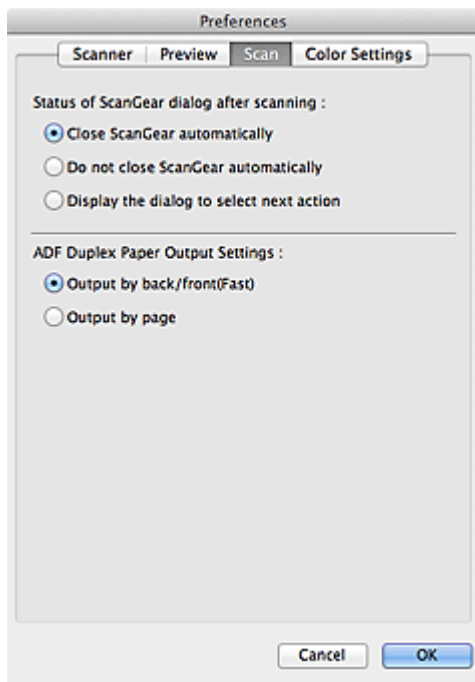 Preferences
Scanner Preview Scan Color Settings
Status of ScanGear dialog after scanning :
Close ScanGear automatically
Do not close ScanGear automatically
Display the dialog to select next action
ADF Duplex Paper Output Settings :
Output by back/front(Fast)
Output by page
Cancel OK